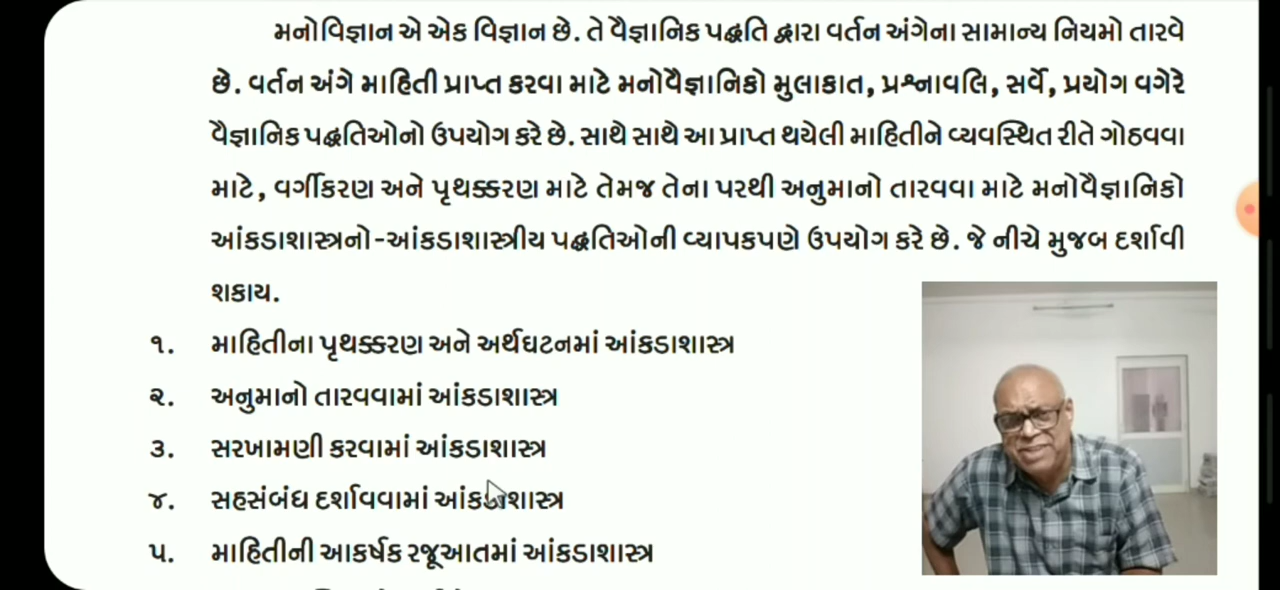 મનોવિજ્ઞાન એ એક વિજ્ઞાન છે. તે વૈજ્ઞાનિક પદ્ધતિ દ્વારા વર્તન અંગેના સામાન્ય નિયમો તારવે
છે. વર્તન અંગે માહિતી પ્રાપ્ત કરવા માટે મનોવૈજ્ઞાનિકો મુલાકાત, પ્રશ્નાવલિ, સર્વે, પ્રયોગ વગેરે
વૈજ્ઞાનિક પદ્ધતિઓનો ઉપયોગ કરે છે. સાથે સાથે આ પ્રાપ્ત થયેલી માહિતીને વ્યવસ્થિત રીતે ગોઠવવા
માટે, વર્ગીકરણ અને પૃથક્કરણ માટે તેમજ તેના પરથી અનુમાનો તારવવા માટે મનોવૈજ્ઞાનિકો
આંકડાશાસ્ત્રનો-આંકડાશાસ્ત્રીય પદ્ધતિઓની વ્યાપકપણે ઉપયોગ કરે છે. જે નીચે મુજબ દર્શાવી
શકાય.
૧. માહિતીના પૃથક્કરણ અને અર્થઘટનમાં આંકડાશાસ્ત્ર
૨. અનુમાનો તારવવામાં આંકડાશાસ્ત્ર
૩. સરખામણી કરવામાં આંકડાશાસ્ત્ર
૪. સહસંબંધ દર્શાવવામાં આંકડાશાસ્ત્ર
૫. માહિતીની આકર્ષક રજૂઆતમાં આંકડાશાસ્ત્ર